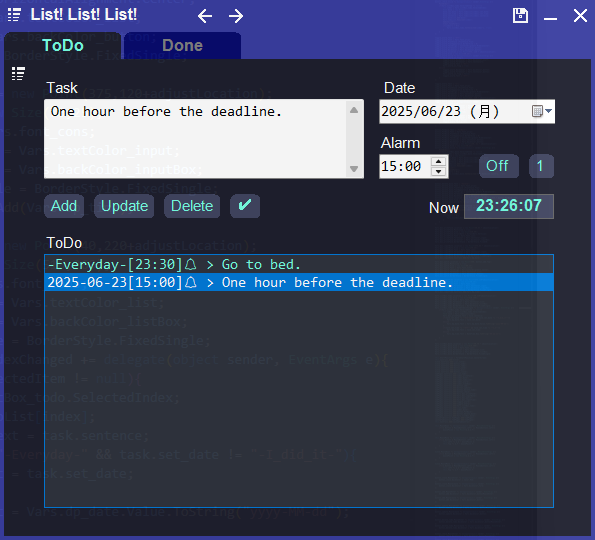 List! List! List!
ToDo
Done
Task
Date
One hour before the deadline.
2025/06/23 (月)
Alarm
15:00
Off
1
Add
Update
Delete
✔
Now
23:26:07
ToDo
-Everyday-[23:30]🔔 > Go to bed.
2025-06-23[15:00]🔔 > One hour before the deadline.